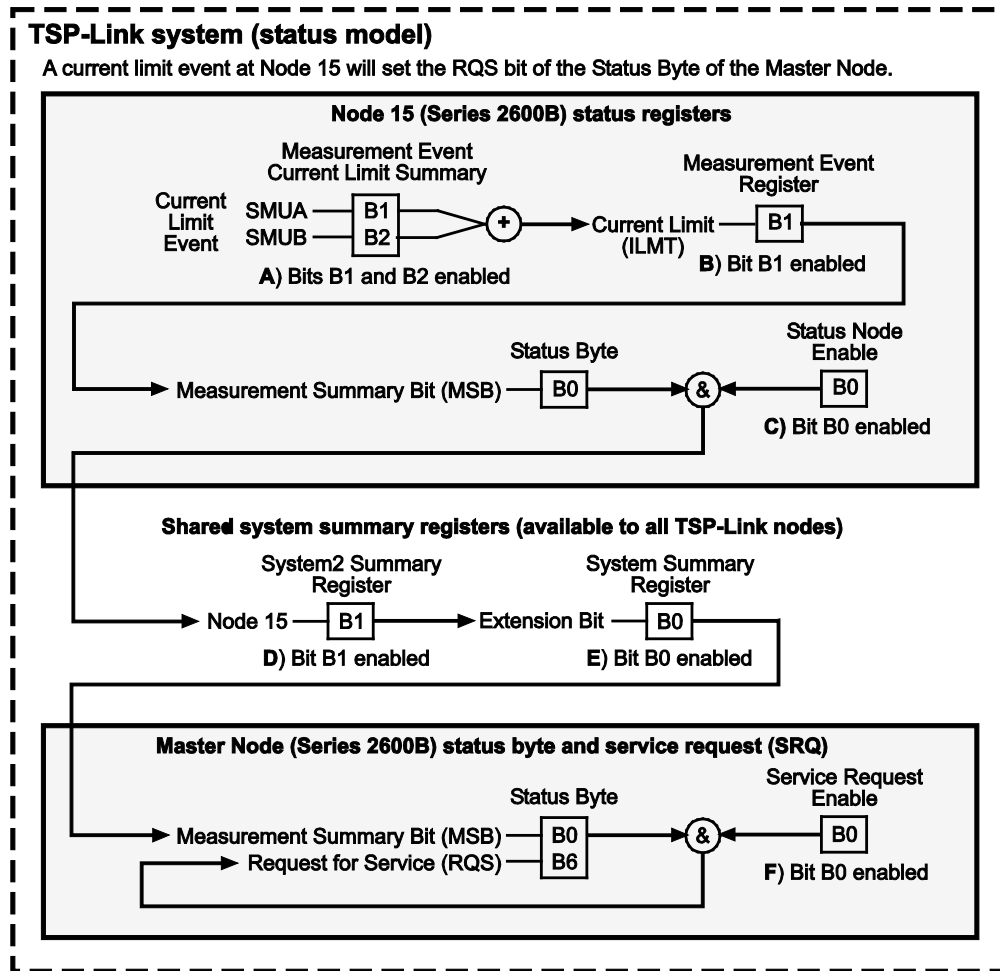 TSP-Link system (status model)
A current limit event at Node 15 will set the RQS bit of the Status Byte of the Master Node.
Node 15 (Series 2600B) status registers
Measurement Event
Current Limit Summary
Current
Limit
Event
SMUA
SMUB
B1
B2
+
A) Bits B1 and B2 enabled
Current Limit
(ILMT)
Measurement Event
Register
B1
B) Bit B1 enabled
Measurement Summary Bit (MSB)
Status Byte
B0
&
Status Node
Enable
B0
C) Bit B0 enabled
Shared system summary registers (available to all TSP-Link nodes)
System2 Summary
Register
Node 15
B1
D) Bit B1 enabled
System Summary
Register
Extension Bit
B0
E) Bit B0 enabled
Master Node (Series 2600B) status byte and service request (SRQ)
Status Byte
Measurement Summary Bit (MSB)
B0
Request for Service (RQS)
B6
&
Service Request
Enable
B0
F) Bit B0 enabled